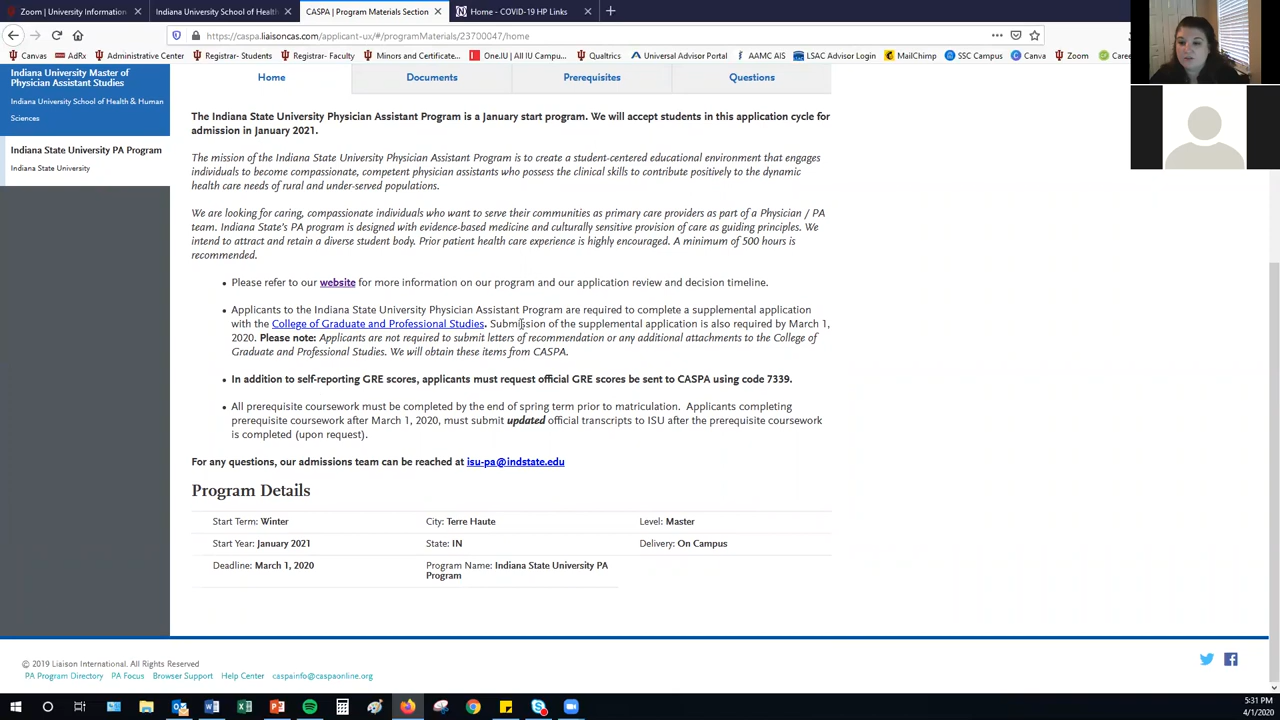 Zoom | University Information
Indiana University School of Health
CASPA | Program Materials Section
Home - COVID-19 HP Links
https://caspa.liaisoncas.com/applicant-ux/#/programMaterials/23700047/home
Canvas
AdRx
Administrative Center
Registrar- Students
Registrar- Faculty
Minors and Certificate...
One.IU | All IU Campu...
Qualtrics
Universal Advisor Portal
AAMC AIS
LSAC Advisor Login
MailChimp
SSC Campus
Canva
Zoom
Career
Indiana University Master of
Physician Assistant Studies
Indiana University School of Health & Human
Sciences
Indiana State University PA Program
Indiana State University
Home
Documents
Prerequisites
Questions
The Indiana State University Physician Assistant Program is a January start program. We will accept students in this application cycle for
admission in January 2021.
The mission of the Indiana State University Physician Assistant Program is to create a student-centered educational environment that engages
individuals to become compassionate, competent physician assistants who possess the clinical skills to contribute positively to the dynamic
health care needs of rural and under-served populations.
We are looking for caring, compassionate individuals who want to serve their communities as primary care providers as part of a Physician / PA
team. Indiana State's PA program is designed with evidence-based medicine and culturally sensitive provision of care as guiding principles. We
intend to attract and retain a diverse student body. Prior patient health care experience is highly encouraged. A minimum of 500 hours is
recommended.
• Please refer to our website for more information on our program and our application review and decision timeline.
• Applicants to the Indiana State University Physician Assistant Program are required to complete a supplemental application
with the College of Graduate and Professional Studies. Submission of the supplemental application is also required by March 1,
2020. Please note: Applicants are not required to submit letters of recommendation or any additional attachments to the College of
Graduate and Professional Studies. We will obtain these items from CASPA.
• In addition to self-reporting GRE scores, applicants must request official GRE scores be sent to CASPA using code 7339.
• All prerequisite coursework must be completed by the end of spring term prior to matriculation. Applicants completing
prerequisite coursework after March 1, 2020, must submit updated official transcripts to ISU after the prerequisite coursework
is completed (upon request).
For any questions, our admissions team can be reached at isu-pa@indstate.edu
Program Details
Start Term: Winter
City: Terre Haute
Level: Master
Start Year: January 2021
State: IN
Delivery: On Campus
Deadline: March 1, 2020
Program Name: Indiana State University PA
Program
© 2019 Liaison International. All Rights Reserved
PA Program Directory
PA Focus
Browser Support
Help Center
caspainfo@caspaonline.org
5:31 PM
4/1/2020